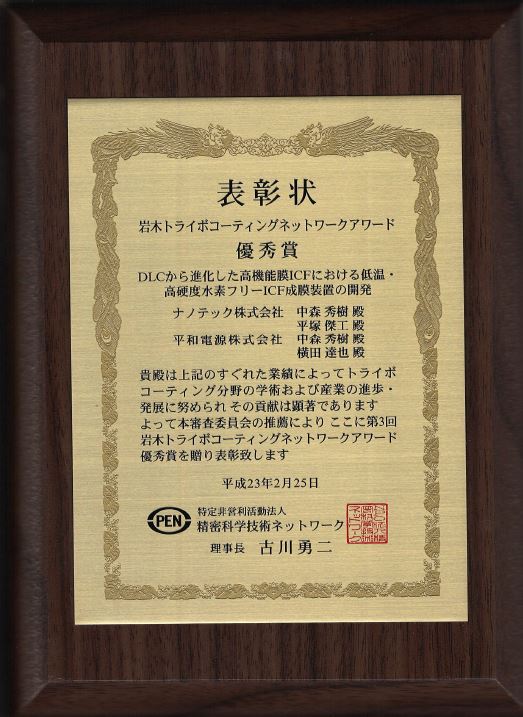 表彰状
岩木トライボコーティングネットワークアワード
優秀賞
DLCから進化した高機能膜ICFにおける低温・
高硬度水素フリーICF成膜装置の開発
ナノテック株式会社 中森 秀樹 殿
平塚 傑工 殿
平和電源株式会社 中森 秀樹 殿
横田 達也 殿
貴殿は上記のすぐれた業績によってトライボ
コーティング分野の学術および産業の進歩・
発展に努められ その貢献は顕著であります
よって本審査委員会の推薦により ここに第3回
岩木トライボコーティングネットワークアワード
優秀賞を贈り表彰致します
平成23年2月25日
PEN
特定非営利活動法人
精密科学技術ネットワーク
理事長 古川勇二